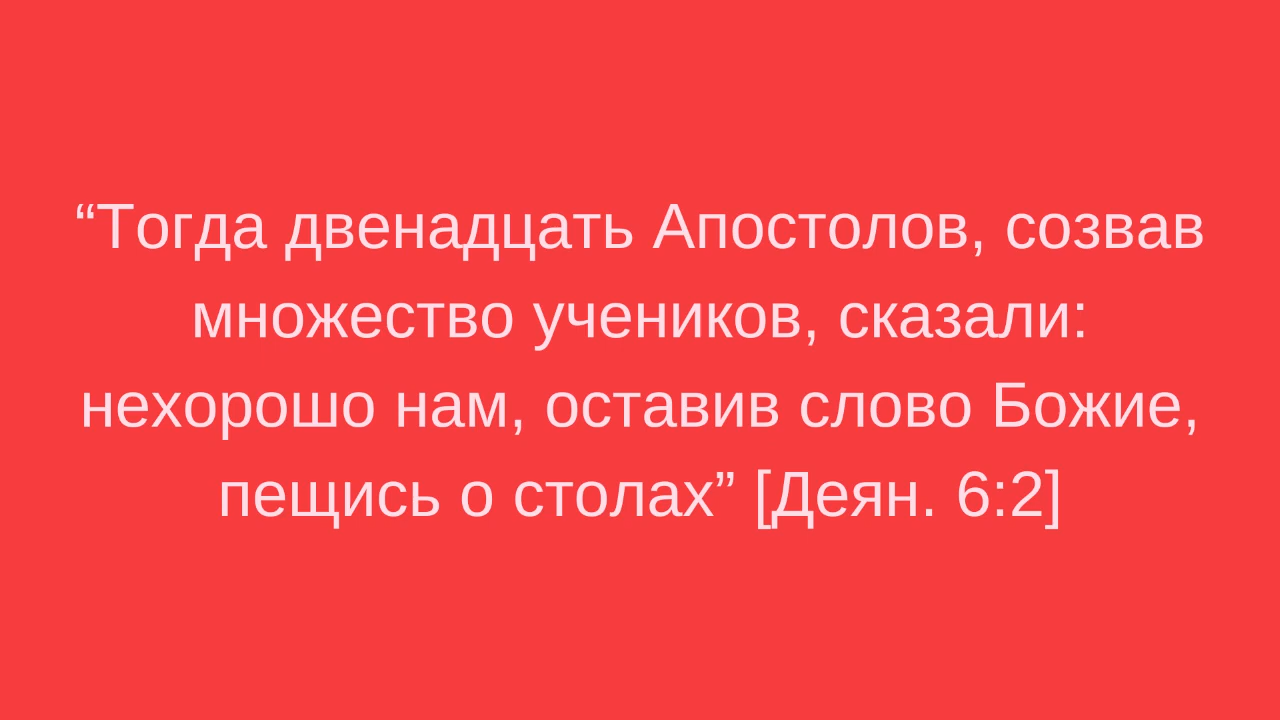 “Тогда двенадцать Апостолов, созвав
множество учеников, сказали:
нехорошо нам, оставив слово Божие,
пещись о столах” [Деян. 6:2]